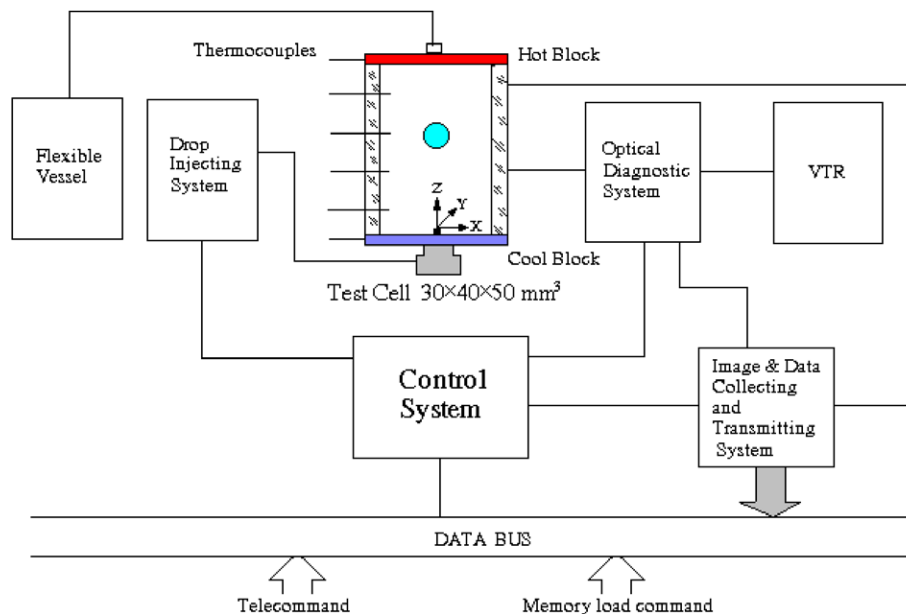 Thermocouples
Hot Block
Flexible
Vessel
Drop
Injecting
System
Optical
Diagnostic
System
VTR
Z
Y
X
Cool Block
Test Cell 30×40×50 mm³
Control
System
Image & Data
Collecting
and
Transmitting
System
DATA BUS
Telecommand
Memory load command